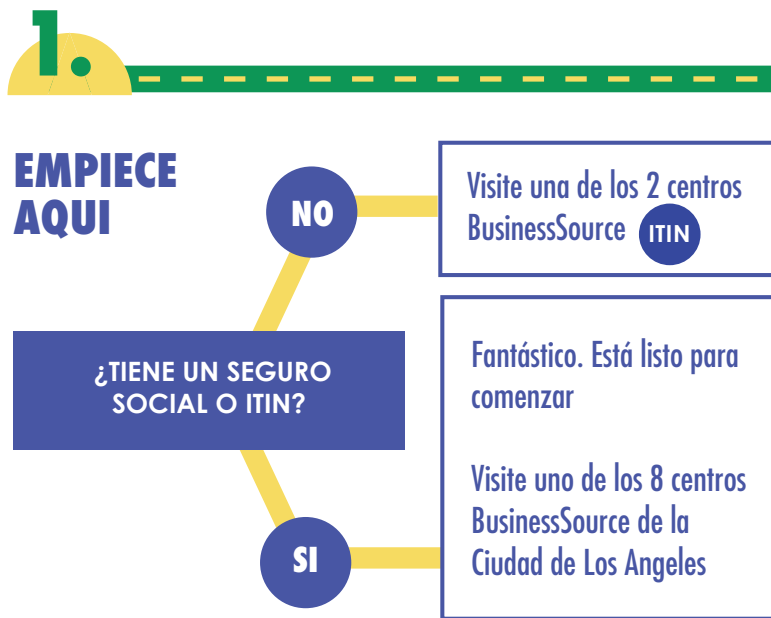 1.
EMPIECE
AQUI
NO
Visite una de los 2 centros
BusinessSource ITIN
¿TIENE UN SEGURO
SOCIAL O ITIN?
Fantástico. Está listo para
comenzar
Visite uno de los 8 centros
BusinessSource de la
Ciudad de Los Angeles
SI